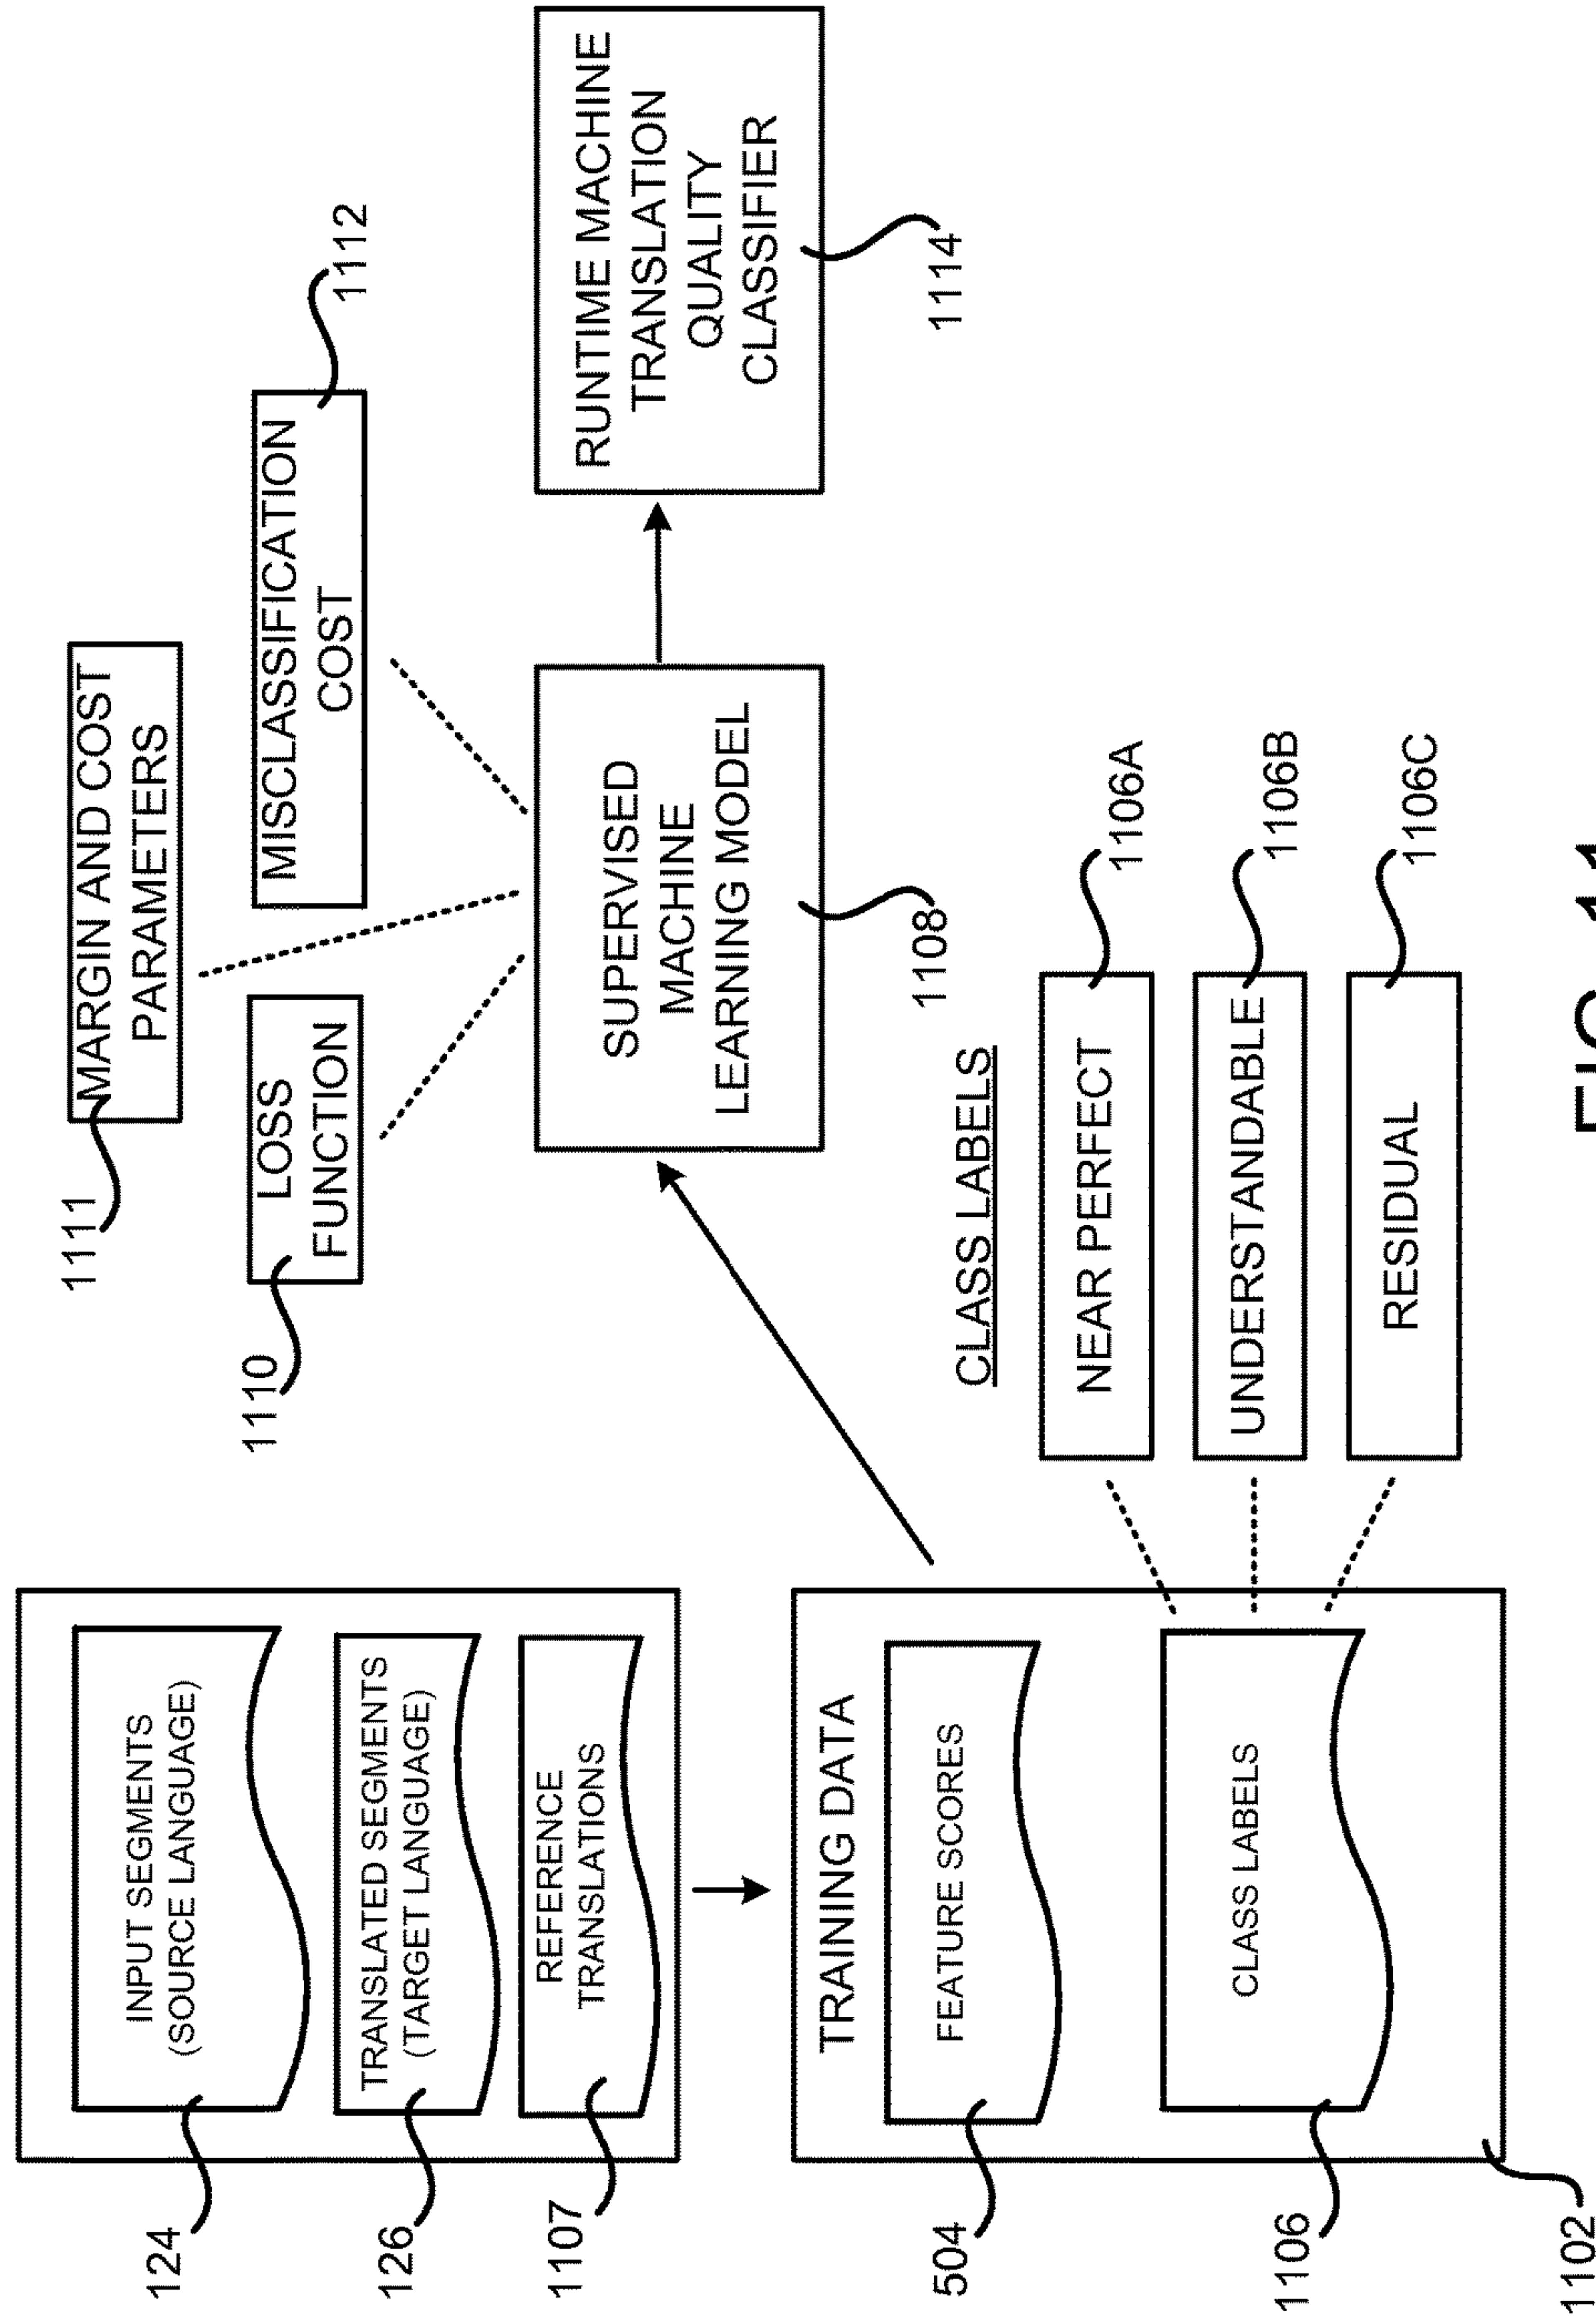 124
INPUT SEGMENTS
(SOURCE LANGUAGE)
126
TRANSLATED SEGMENTS
(TARGET LANGUAGE)
1107
REFERENCE
TRANSLATIONS
TRAINING DATA
504
FEATURE SCORES
1106
CLASS LABELS
1102
1111
MARGIN AND COST
PARAMETERS
1110
LOSS
FUNCTION
MISCLASSIFICATION
COST
1112
SUPERVISED
MACHINE
LEARNING MODEL
1108
RUNTIME MACHINE
TRANSLATION
QUALITY
CLASSIFIER
1114
CLASS LABELS
NEAR PERFECT
1106A
UNDERSTANDABLE
1106B
RESIDUAL
1106C
FIG. 11